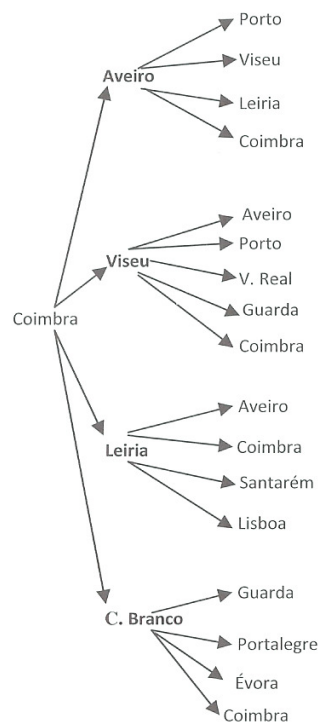 Porto
Aveiro
Viseu
Leiria
Coimbra
Aveiro
Viseu
Porto
V. Real
Guarda
Coimbra
Coimbra
Aveiro
Leiria
Coimbra
Santarém
Lisboa
Guarda
C. Branco
Portalegre
Évora
Coimbra